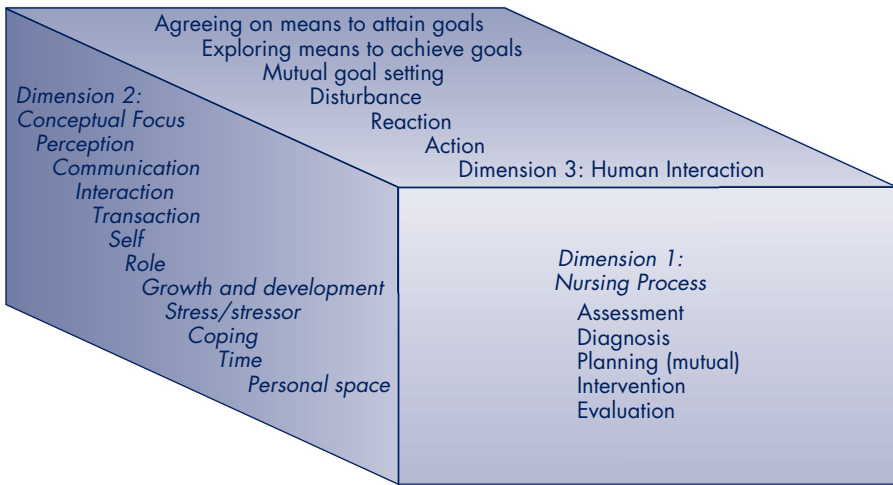 Agreeing on means to attain goals
Exploring means to achieve goals
Mutual goal setting
Disturbance
Reaction
Action
Dimension 3: Human Interaction
Dimension 2:
Conceptual Focus
Perception
Communication
Interaction
Transaction
Self
Role
Growth and development
Stress/stressor
Coping
Time
Personal space
Dimension 1:
Nursing Process
Assessment
Diagnosis
Planning (mutual)
Intervention
Evaluation